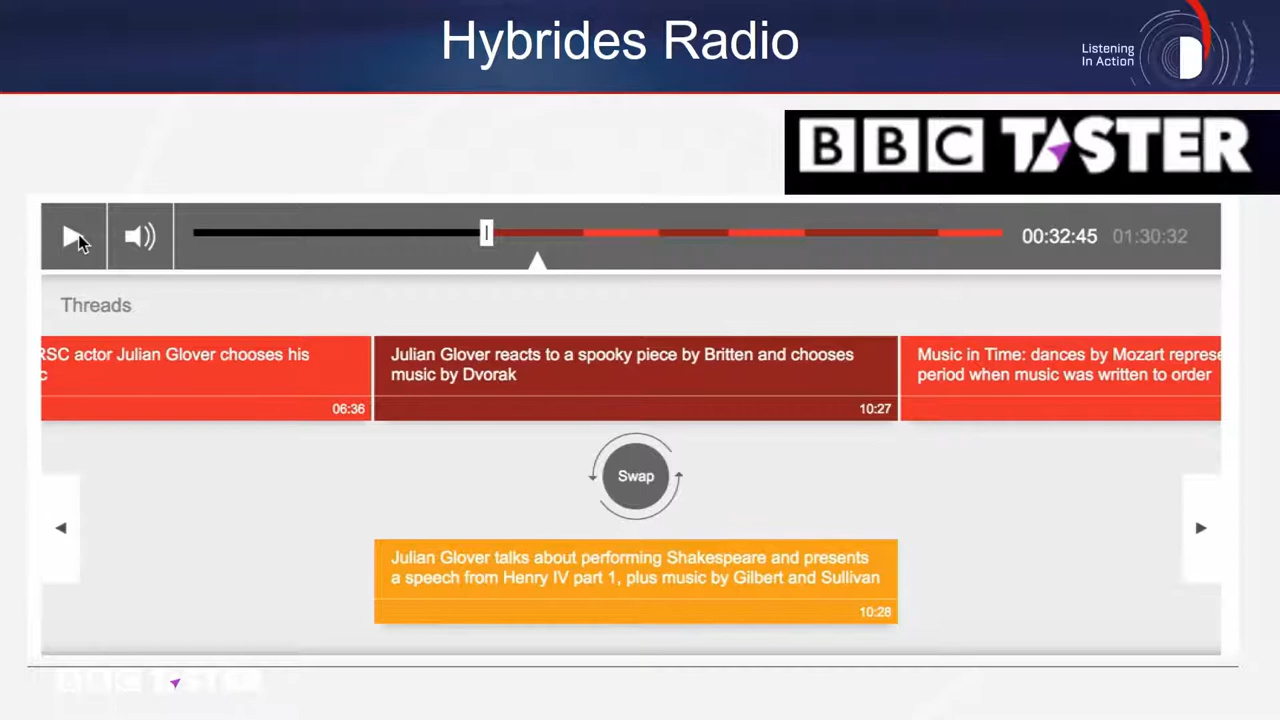 Hybrides Radio
Listening
In Action
BBC TASTER
00:32:45 01:30:32
Threads
RSC actor Julian Glover chooses his
c
06:36
Julian Glover reacts to a spooky piece by Britten and chooses
music by Dvorak
10:27
Music in Time: dances by Mozart represe
period when music was written to order
Swap
Julian Glover talks about performing Shakespeare and presents
a speech from Henry IV part 1, plus music by Gilbert and Sullivan
10:28
BBC TASTER